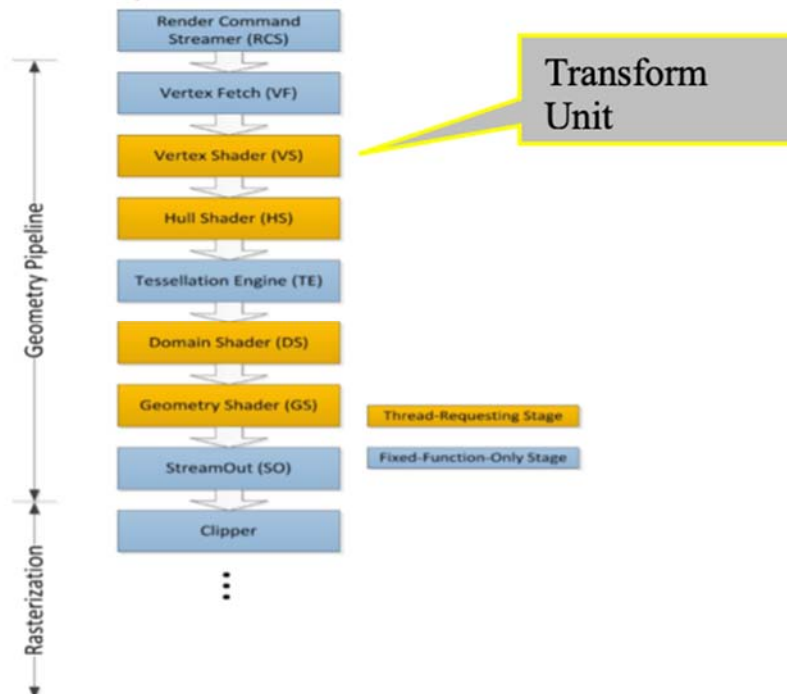 Render Command
Streamer (RCS)
Transform
Unit
Vertex Fetch (VF)
Vertex Shader (VS)
Hull Shader (HS)
Tessellation Engine (TE)
Domain Shader (DS)
Geometry Shader (GS)
StreamOut (SO)
Clipper
Thread-Requesting Stage
Fixed-Function-Only Stage
Geometry Pipeline
Rasterization